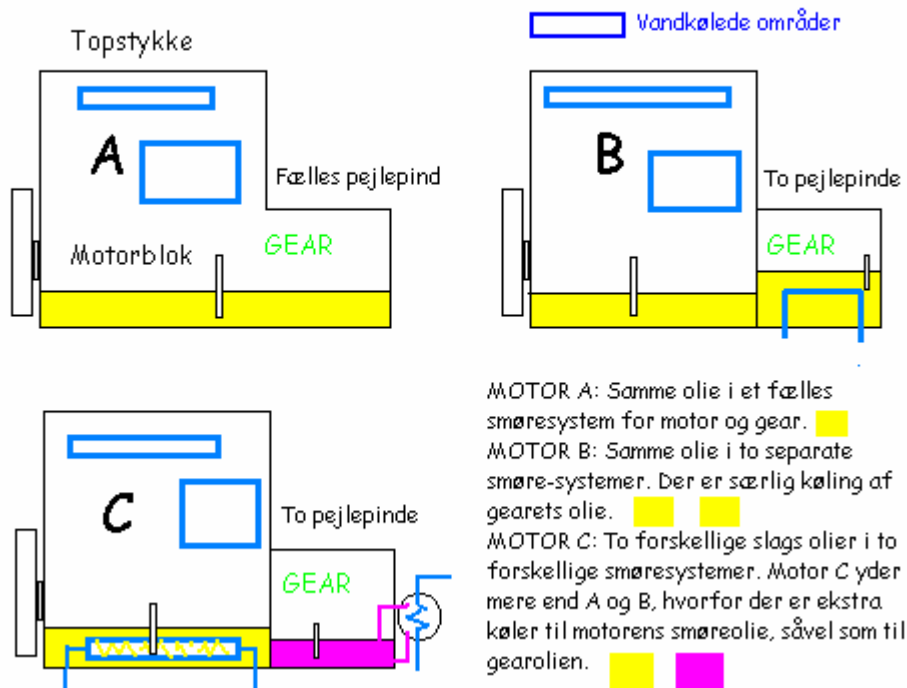 Topstykke
Vandkølede områder
A
Fælles pejlepind
GEAR
Motorblok
B
To pejlepinde
GEAR
C
To pejlepinde
GEAR
MOTOR A: Samme olie i et fælles
smøresystem for motor og gear.
MOTOR B: Samme olie i to separate
smøre-systemer. Der er særlig køling af
gearets olie.
MOTOR C: To forskellige slags olier i to
forskellige smøresystemer. Motor C yder
mere end A og B, hvorfor der er ekstra
køler til motorens smøreolie, såvel som til
gearolien.